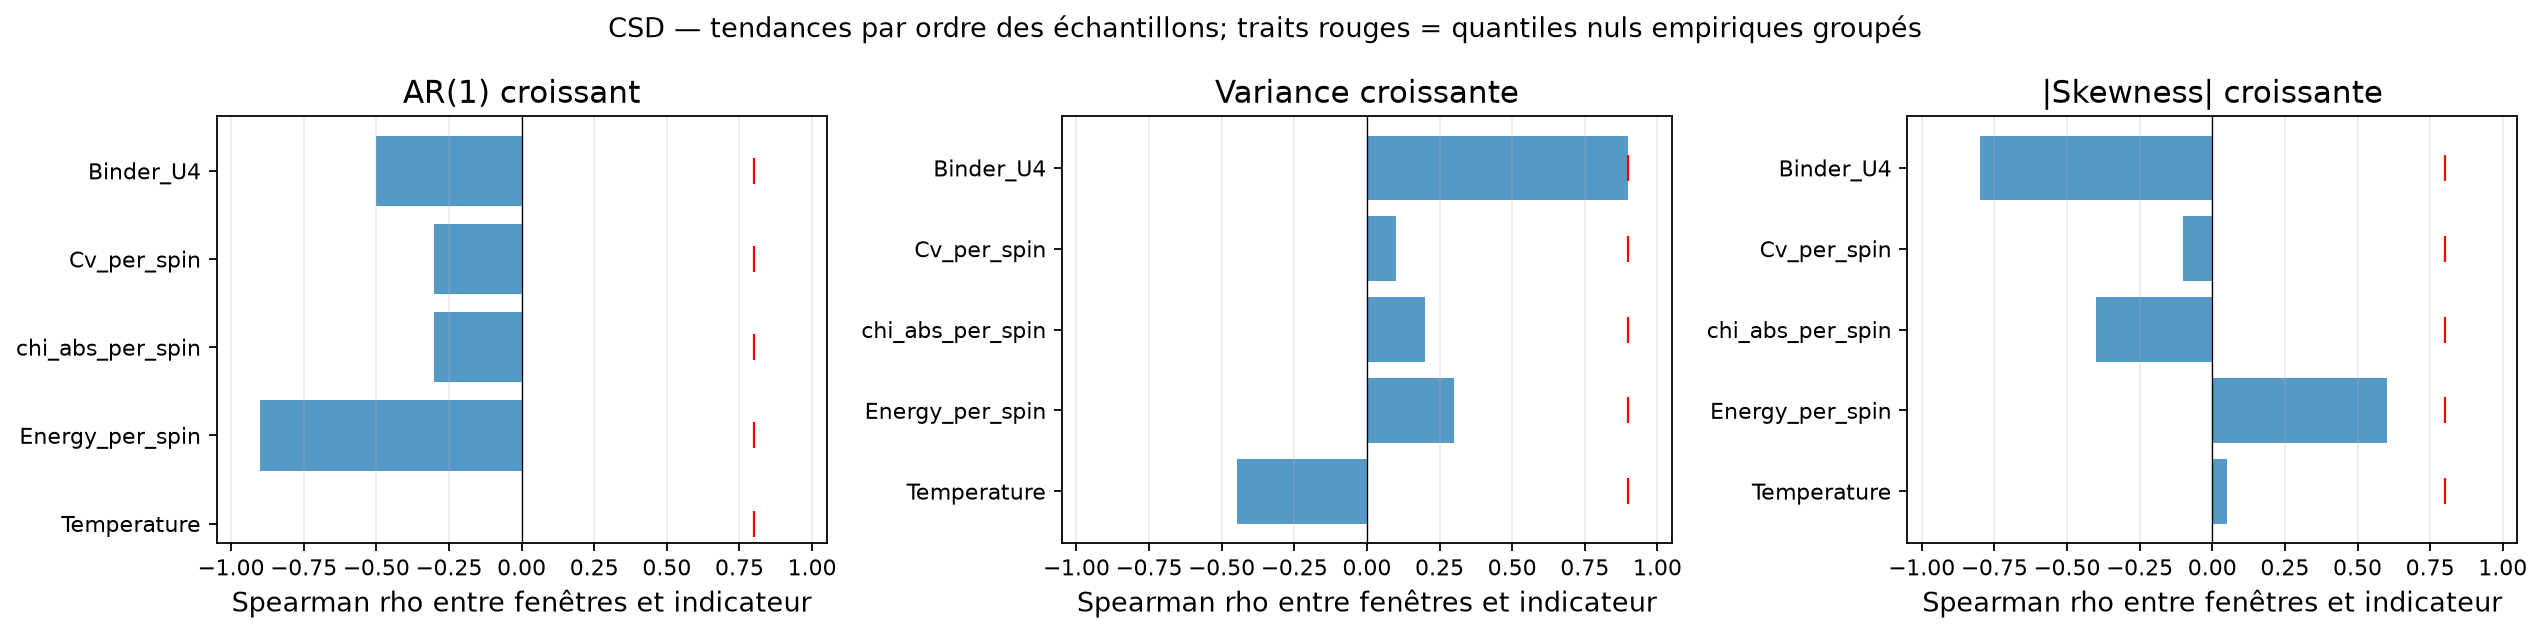 CSD — tendances par ordre des échantillons; traits rouges = quantiles nuls empiriques groupés
AR(1) croissant
Binder_U4
Cv_per_spin
chi_abs_per_spin
Energy_per_spin
Temperature
−1.00 −0.75 −0.50 −0.25 0.00 0.25 0.50 0.75 1.00
Spearman rho entre fenêtres et indicateur
Variance croissante
Binder_U4
Cv_per_spin
chi_abs_per_spin
Energy_per_spin
Temperature
−1.00 −0.75 −0.50 −0.25 0.00 0.25 0.50 0.75 1.00
Spearman rho entre fenêtres et indicateur
|Skewness| croissante
Binder_U4
Cv_per_spin
chi_abs_per_spin
Energy_per_spin
Temperature
−1.00 −0.75 −0.50 −0.25 0.00 0.25 0.50 0.75 1.00
Spearman rho entre fenêtres et indicateur